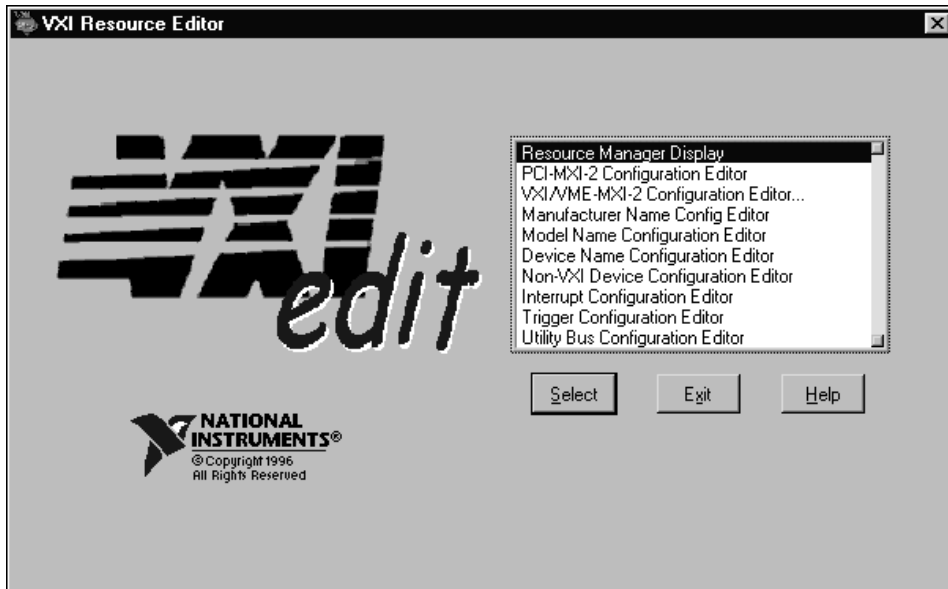 VXI Resource Editor
VXI
edit
Resource Manager Display
PCI-MXI-2 Configuration Editor
VXI/VME-MXI-2 Configuration Editor...
Manufacturer Name Config Editor
Model Name Configuration Editor
Device Name Configuration Editor
Non-VXI Device Configuration Editor
Interrupt Configuration Editor
Trigger Configuration Editor
Utility Bus Configuration Editor
Select Exit Help
NATIONAL
INSTRUMENTS®
© Copyright 1996
All Rights Reserved